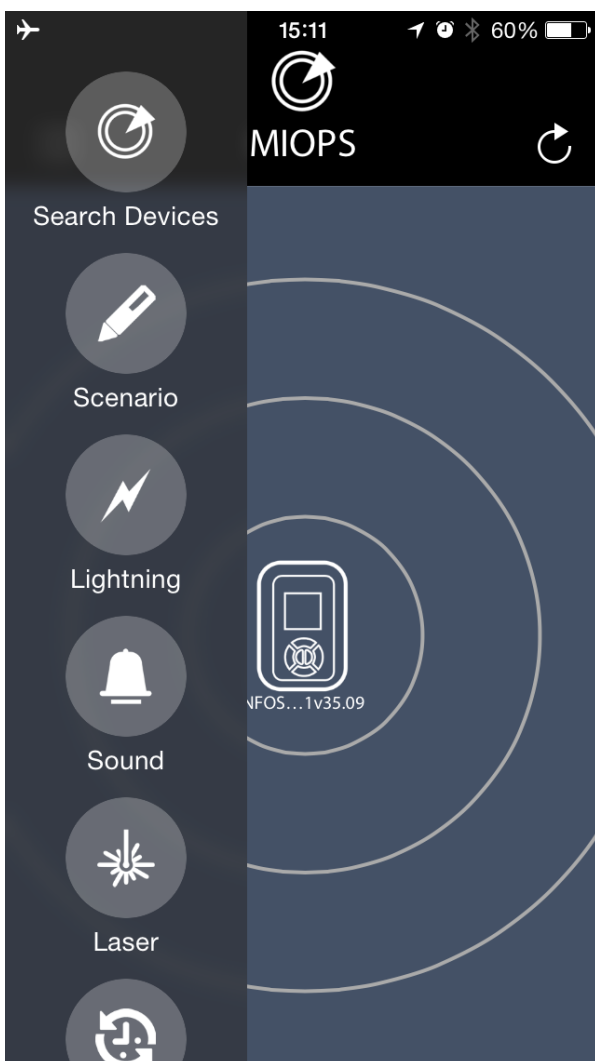 15:11
60%
MIOPS
Search Devices
Scenario
Lightning
Sound
Laser
NFOS...1v35.09